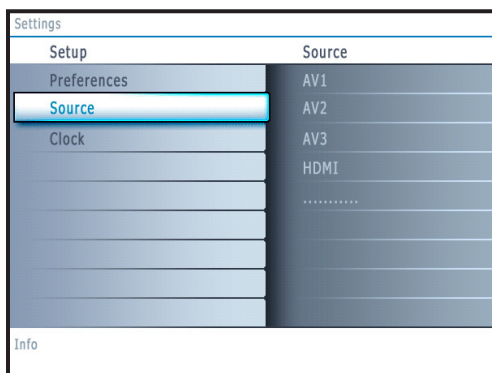 Settings
Setup
Source
Preferences
AV1
Source
AV2
Clock
AV3
HDMI
...........
Info